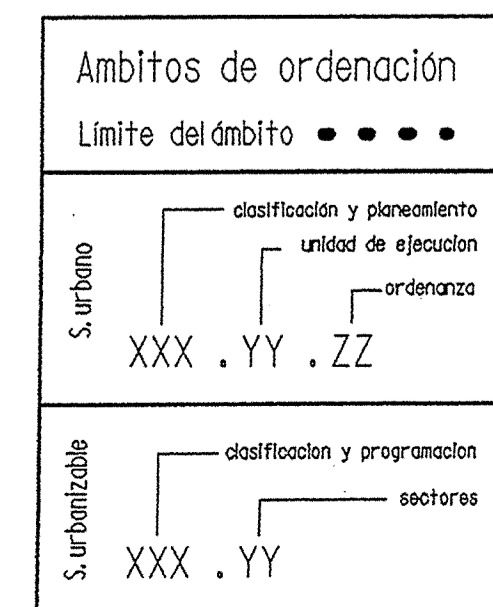 Ambitos de ordenación
Límite del ámbito
S. urbano
clasificación y planeamiento
unidad de ejecucion
ordenanza
XXX . YY . ZZ
S. urbanizable
clasificacion y programacion
sectores
XXX . YY